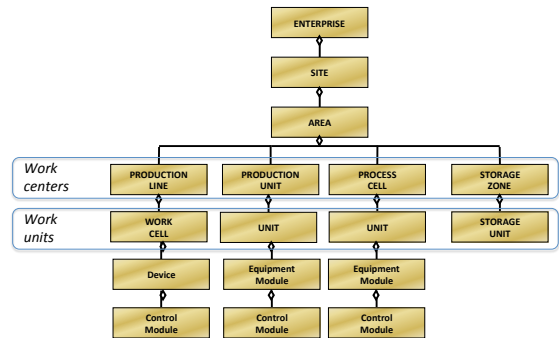 ENTERPRISE
SITE
AREA
Work
centers
PRODUCTION
LINE
PRODUCTION
UNIT
PROCESS
CELL
STORAGE
ZONE
Work
units
WORK
CELL
UNIT
UNIT
STORAGE
UNIT
Device
Equipment
Module
Equipment
Module
Control
Module
Control
Module
Control
Module